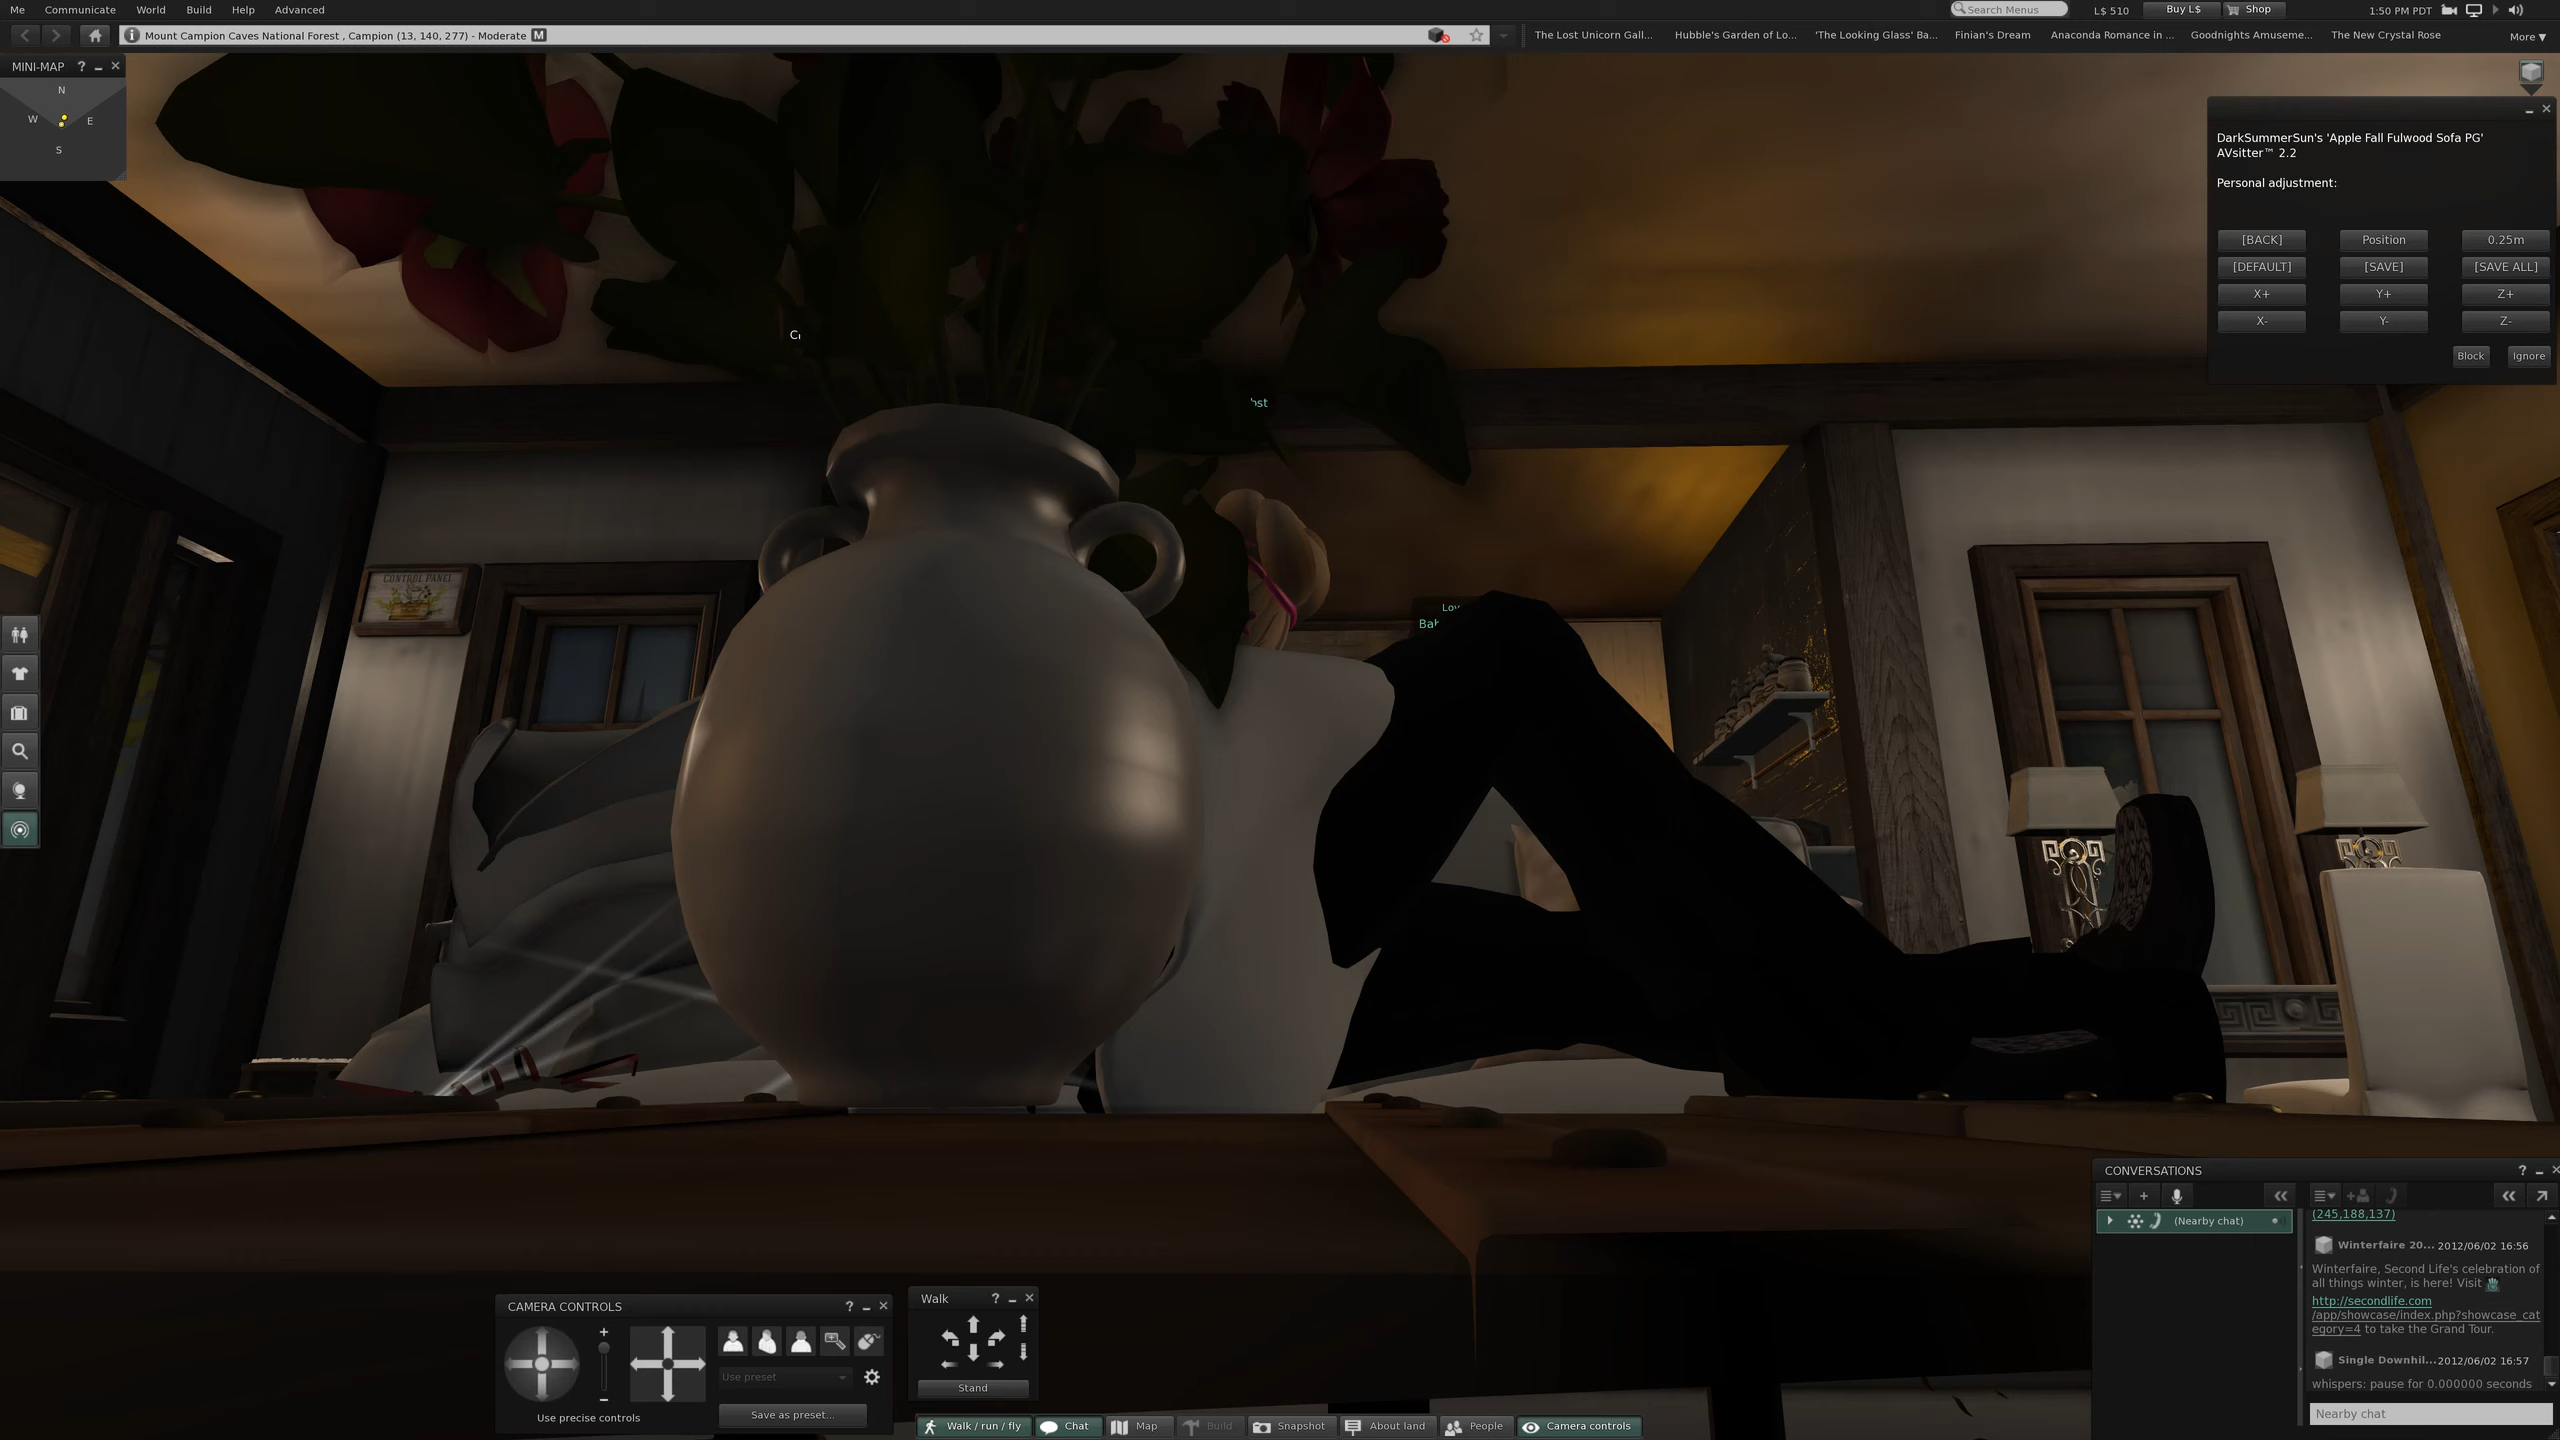 Me Communicate World Build Help Advanced
Search Menus
L$ 510 Buy L$ Shop 1:50 PM PDT
Mount Campion Caves National Forest , Campion (13, 140, 277) - Moderate M
The Lost Unicorn Gall... Hubble's Garden of Lo... 'The Looking Glass' Ba... Finian's Dream Anaconda Romance in ... Goodnights Amuseme... The New Crystal Rose More ▼
MINI-MAP ?
N
W E
S
DarkSummerSun's 'Apple Fall Fulwood Sofa PG'
AVsitter™ 2.2
Personal adjustment:
[BACK] Position 0.25m
[DEFAULT] [SAVE] [SAVE ALL]
X+ Y+ Z+
X- Y- Z-
Block Ignore
CONTROL PANEL
CONVERSATIONS ?
(Nearby chat)
(245,188,137)
Winterfaire 20... 2012/06/02 16:56
Winterfaire, Second Life's celebration of
all things winter, is here! Visit
http://secondlife.com
/app/showcase/index.php?showcase_cat
egory=4 to take the Grand Tour.
Single Downhil... 2012/06/02 16:57
whispers: pause for 0.000000 seconds
Nearby chat
CAMERA CONTROLS ?
Use preset
Use precise controls
Save as preset...
Walk ?
Stand
Walk / run / fly Chat Map Build Snapshot About land People Camera controls